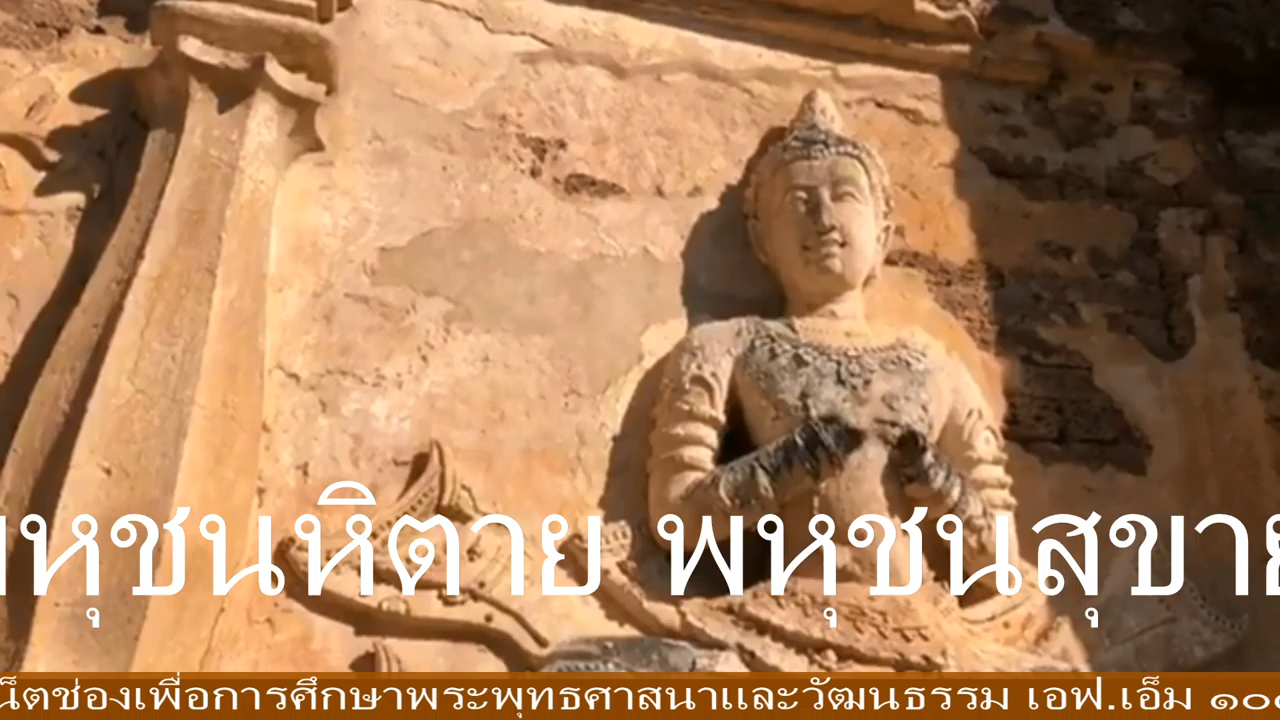 พหุชนหิตาย พหุชนสุขาย
น็ตช่องเพื่อการศึกษาพระพุทธศาสนาและวัฒนธรรม เอฟ.เอ็ม ๑๐